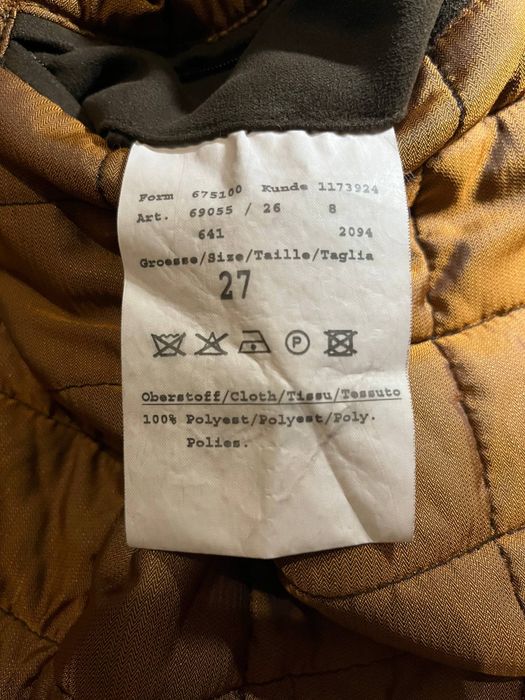 Form 675100 Kunde 1173924
Art. 69055 / 26 8
641 2094
Groesse/Size/Taille/Taglia
27
P
Oberstoff/Cloth/Tissu/Tessuto
100% Polyest/Polyest/Poly.
Polies.